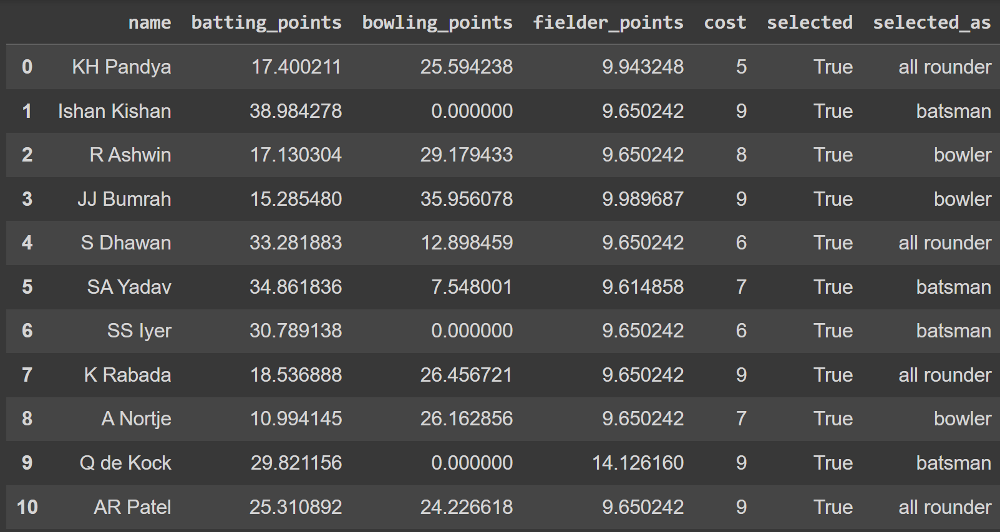 name batting_points bowling_points fielder_points cost selected selected_as
0 KH Pandya 17.400211 25.594238 9.943248 5 True all rounder
1 Ishan Kishan 38.984278 0.000000 9.650242 9 True batsman
2 R Ashwin 17.130304 29.179433 9.650242 8 True bowler
3 JJ Bumrah 15.285480 35.956078 9.989687 9 True bowler
4 S Dhawan 33.281883 12.898459 9.650242 6 True all rounder
5 SA Yadav 34.861836 7.548001 9.614858 7 True batsman
6 SS Iyer 30.789138 0.000000 9.650242 6 True batsman
7 K Rabada 18.536888 26.456721 9.650242 9 True all rounder
8 A Nortje 10.994145 26.162856 9.650242 7 True bowler
9 Q de Kock 29.821156 0.000000 14.126160 9 True batsman
10 AR Patel 25.310892 24.226618 9.650242 9 True all rounder